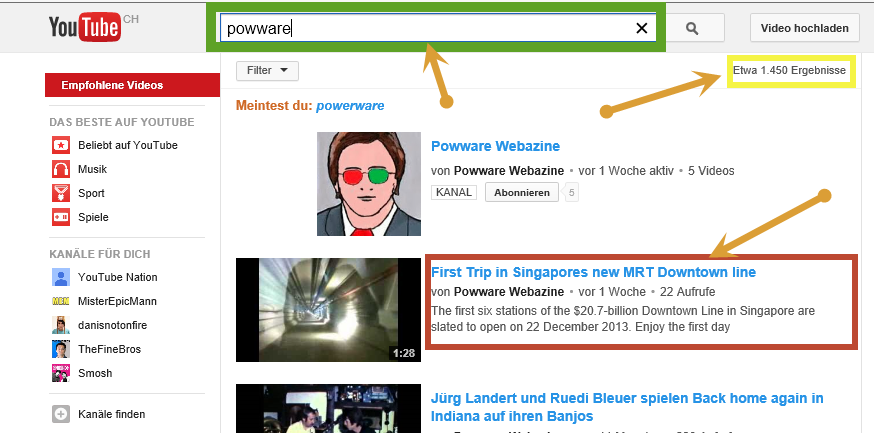 YouTube CH
powware
Video hochladen
Empfohlene Videos
Filter
Etwa 1.450 Ergebnisse
Meintest du: powerware
DAS BESTE AUF YOUTUBE
Beliebt auf YouTube
Musik
Sport
Spiele
KANÄLE FÜR DICH
YouTube Nation
MisterEpicMann
danisnotonfire
TheFineBros
Smosh
Kanäle finden
Powware Webazine
von Powware Webazine • vor 1 Woche aktiv • 5 Videos
KANAL Abonnieren 5
First Trip in Singapores new MRT Downtown line
von Powware Webazine • vor 1 Woche • 22 Aufrufe
The first six stations of the $20.7-billion Downtown Line in Singapore are
slated to open on 22 December 2013. Enjoy the first day
1:28
Jürg Landert und Ruedi Bleuer spielen Back home again in
Indiana auf ihren Banjos